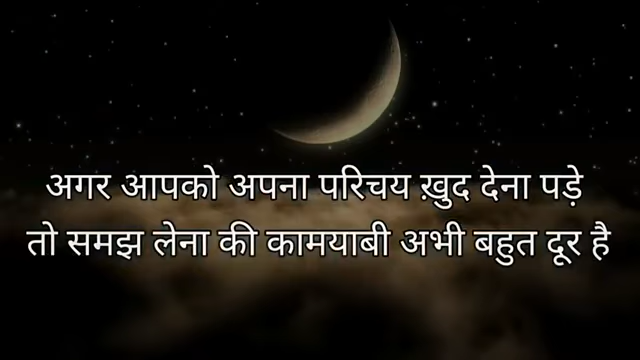 अगर आपको अपना परिचय ख़ुद देना पड़े
तो समझ लेना की कामयाबी अभी बहुत दूर है